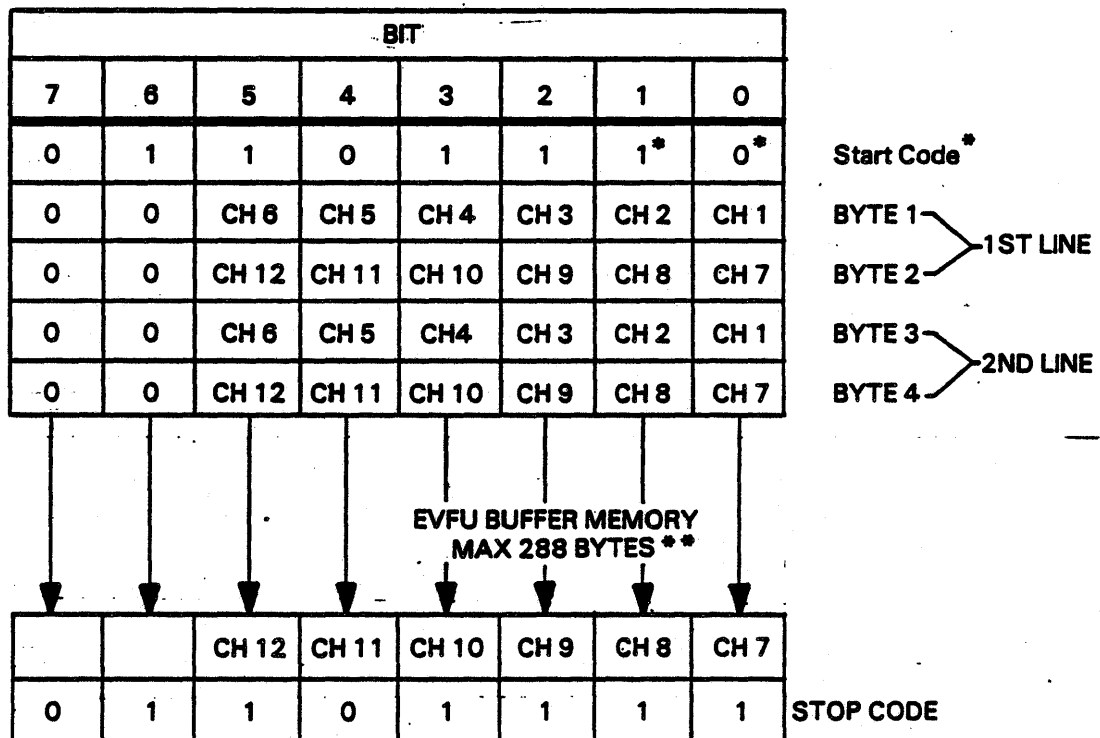 BIT
7 6 5 4 3 2 1 0
0 1 1 0 1 1 1* 0* Start Code*
0 0 CH 6 CH 5 CH 4 CH 3 CH 2 CH 1 BYTE 1
1 ST LINE
0 0 CH 12 CH 11 CH 10 CH 9 CH 8 CH 7 BYTE 2
0 0 CH 6 CH 5 CH4 CH 3 CH 2 CH 1 BYTE 3
2ND LINE
0 0 CH 12 CH 11 CH 10 CH 9 CH 8 CH 7 BYTE 4
EVFU BUFFER MEMORY
MAX 288 BYTES **
CH 12 CH 11 CH 10 CH 9 CH 8 CH 7
0 1 1 0 1 1 1 1 STOP CODE